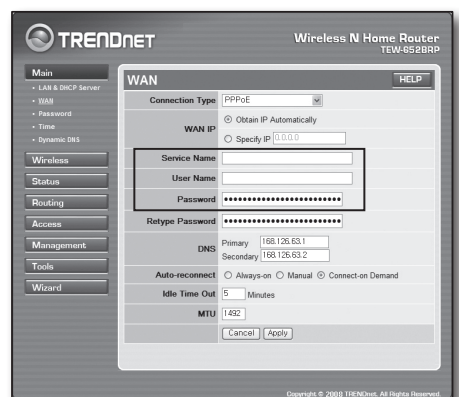 TRENDNET
Wireless N Home Router
TEW-652BRP
Main
• LAN & DHCP Server
• WAN
• Password
• Time
• Dynamic DNS
Wireless
Status
Routing
Access
Management
Tools
Wizard
WAN
HELP
Connection Type PPPoE
WAN IP
Obtain IP Automatically
Specify IP 0.0.0.0
Service Name
User Name
Password ••••••••••••••••••••••••
Retype Password ••••••••••••••••••••••••
DNS
Primary 168.126.63.1
Secondary 168.126.63.2
Auto-reconnect Always-on Manual Connect-on Demand
Idle Time Out 5 Minutes
MTU 1492
Cancel Apply
Copyright © 2009 TRENDnet. All Rights Reserved.